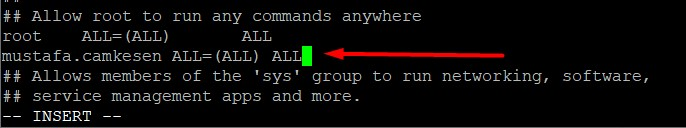 ##
## Allow root to run any commands anywhere
root    ALL=(ALL)       ALL
mustafa.camkesen ALL=(ALL) ALL
## Allows members of the 'sys' group to run networking, software,
## service management apps and more.
-- INSERT --